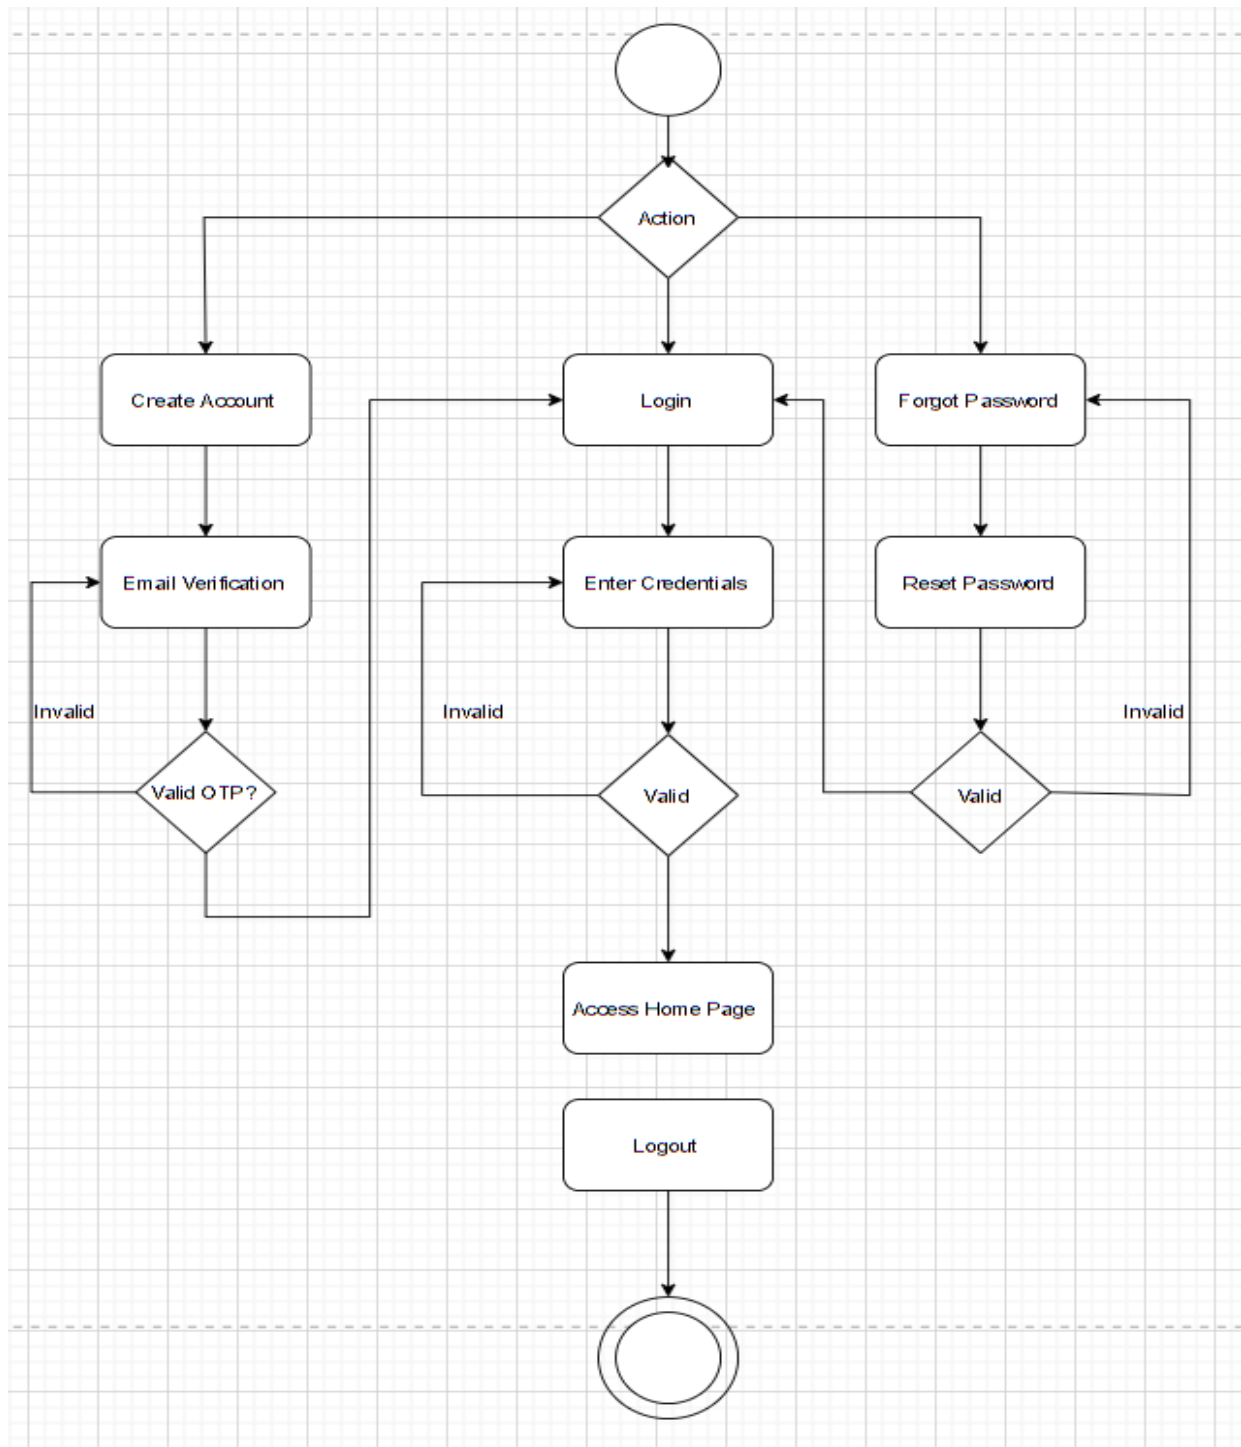 Action
Create Account
Login
Forgot Password
Email Verification
Enter Credentials
Reset Password
Invalid
Invalid
Invalid
Valid OTP?
Valid
Valid
Access Home Page
Logout